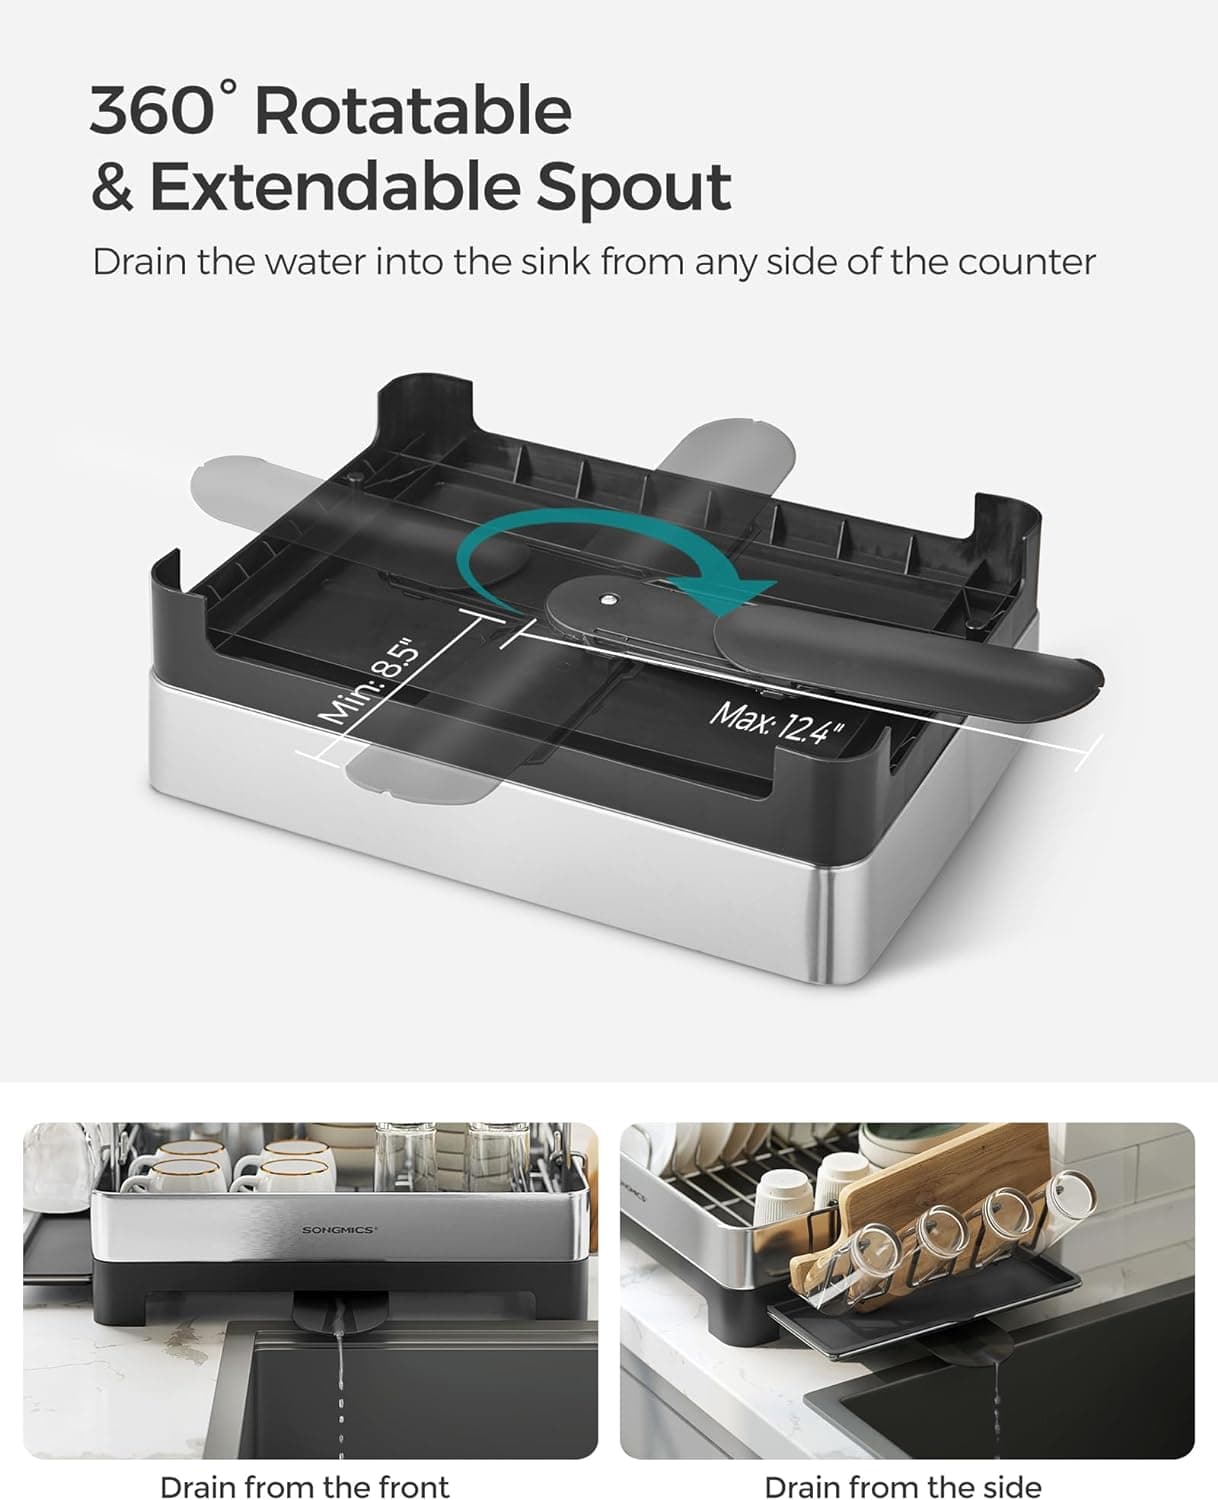 360° Rotatable
& Extendable Spout
Drain the water into the sink from any side of the counter
Min: 8.5"
Max: 12.4"
SONGMICS®
SONGMICS
Drain from the front
Drain from the side